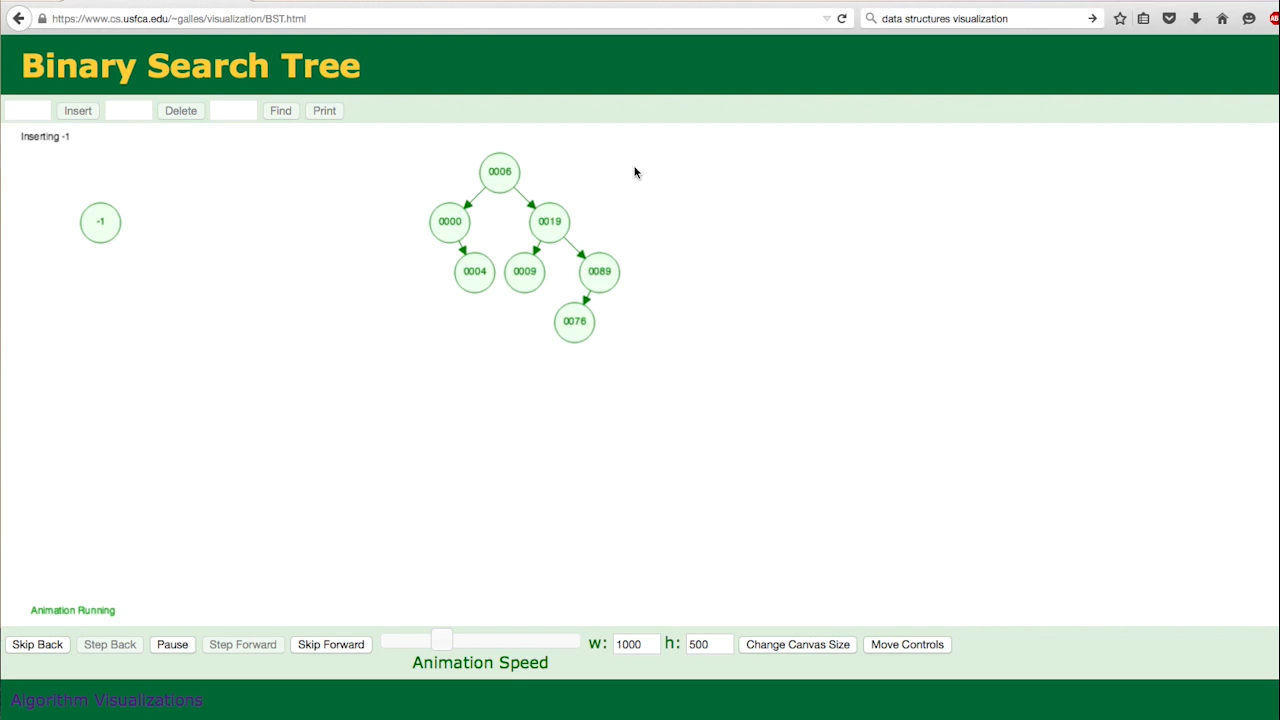 https://www.cs.usfca.edu/~galles/visualization/BST.html
data structures visualization
AB
Binary Search Tree
Insert Delete Find Print
Inserting -1
0006
-1 0000 0019
0004 0009 0089
0076
Animation Running
Skip Back Step Back Pause Step Forward Skip Forward w: 1000 h: 500 Change Canvas Size Move Controls
Animation Speed
Algorithm Visualizations